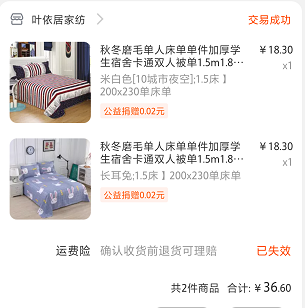 叶依居家纺 > 交易成功
秋冬磨毛单人床单单件加厚学 ￥18.30
生宿舍卡通双人被单1.5m1.8… x1
米白色[10城市夜空];1.5床】
200x230单床单
公益捐赠0.02元
秋冬磨毛单人床单单件加厚学 ￥18.30
生宿舍卡通双人被单1.5m1.8… x1
长耳兔;1.5床】200x230单床单
公益捐赠0.02元
运费险 确认收货前退货可理赔 已失效
共2件商品 合计: ￥36.60